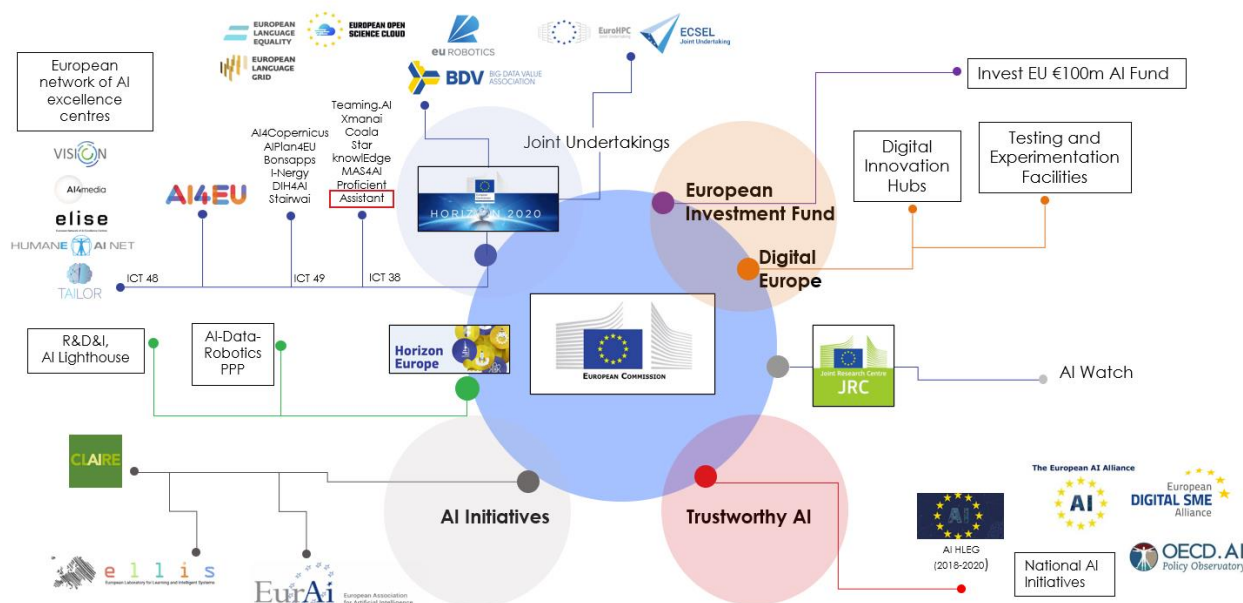 EUROPEAN
LANGUAGE
EQUALITY
EUROPEAN OPEN
SCIENCE CLOUD
EUROPEAN
LANGUAGE
GRID
eu ROBOTICS
BDV BIG DATA VALUE
ASSOCIATION
EuroHPC
Joint Undertaking
ECSEL
Joint Undertaking
European
network of AI
excellence
centres
VISION
AI4media
elise
HUMANE AI NET
TAILOR
AI4EU
AI4Copernicus
AIPlan4EU
Bonsapps
I-Nergy
DIH4AI
Stairwai
Teaming.AI
Xmanai
Coala
Star
knowlEdge
MAS4AI
Proficient
Assistant
ICT 48
ICT 49
ICT 38
HORIZON 2020
Joint Undertakings
Invest EU €100m AI Fund
Digital
Innovation
Hubs
Testing and
Experimentation
Facilities
European
Investment Fund
Digital
Europe
R&D&I,
AI Lighthouse
AI-Data-
Robotics
PPP
Horizon
Europe
EUROPEAN COMMISSION
Joint Research Centre
JRC
AI Watch
CLAIRE
AI Initiatives
Trustworthy AI
ellis
European Laboratory for Learning and Intelligent Systems
EurAi
European Association
for Artificial Intelligence
AI
AI HLEG
(2018-2020)
The European AI Alliance
AI
European
DIGITAL SME
Alliance
National AI
Initiatives
OECD.AI
Policy Observatory